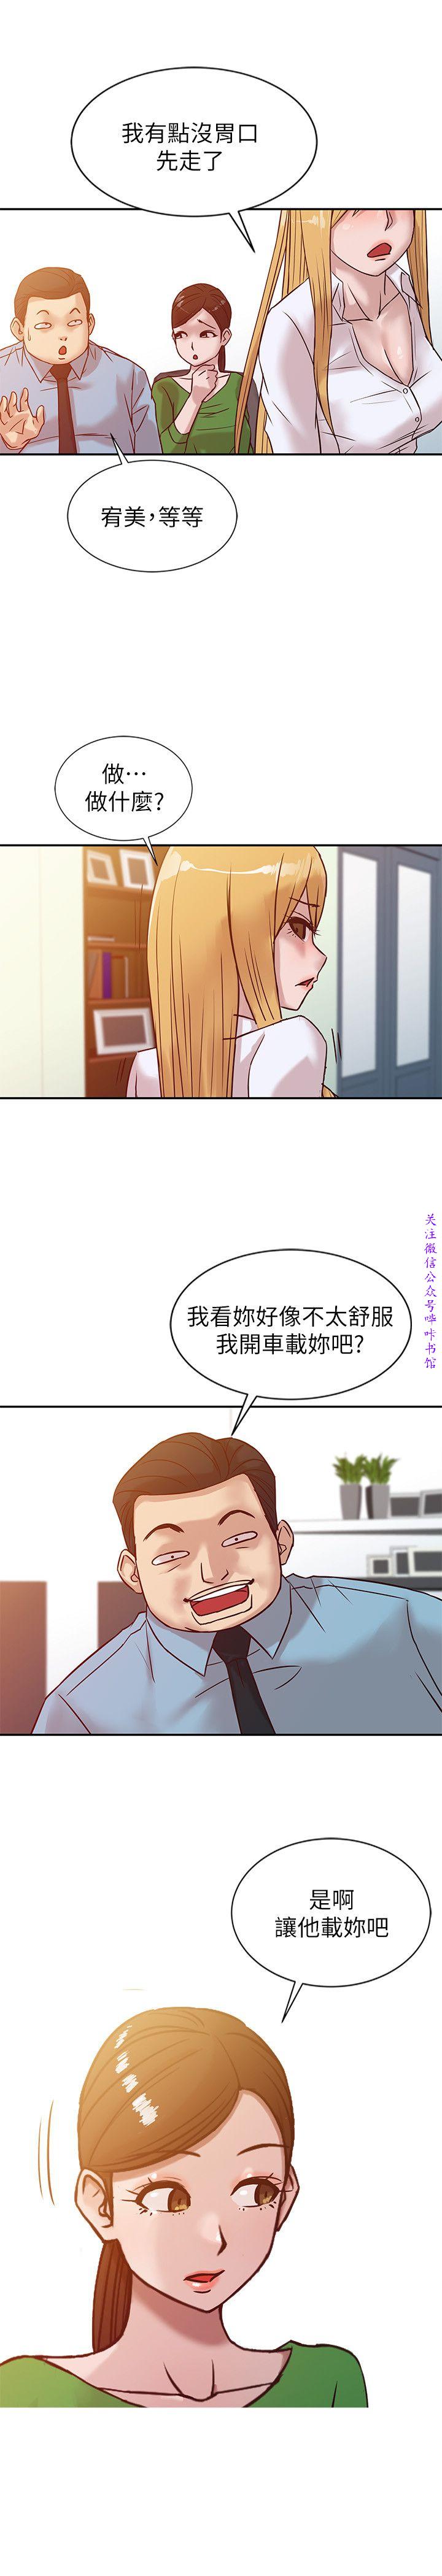 我有點沒胃口
先走了
宥美,等等
做…
做什麼?
关注微信公众号哔咔书馆
我看妳好像不太舒服
我開車載妳吧?
是啊
讓他載妳吧